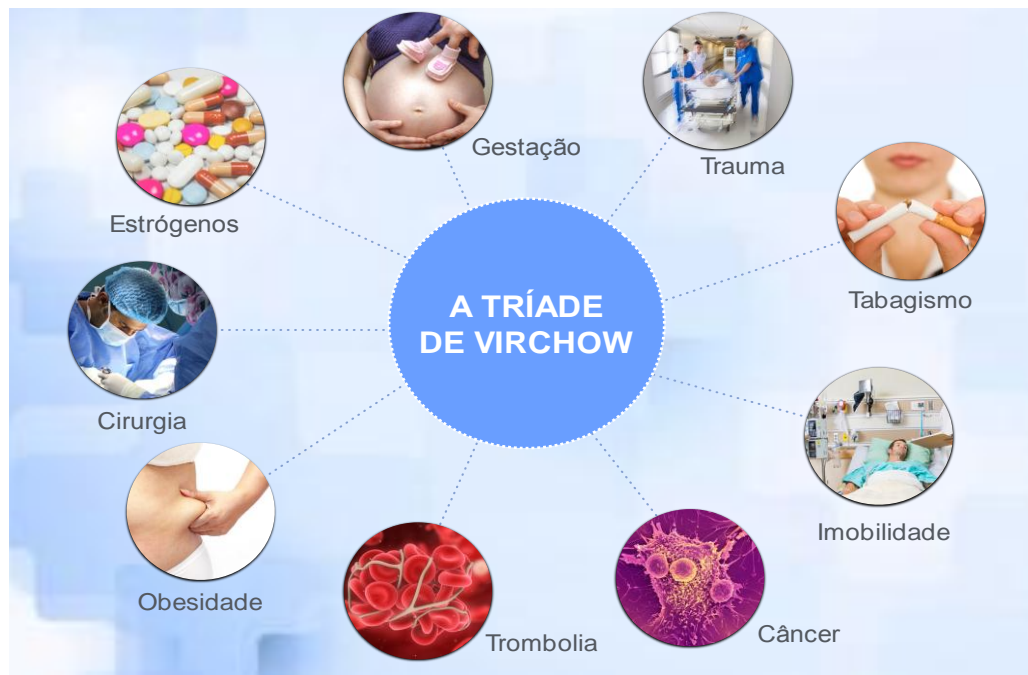 Gestação
Trauma
Estrógenos
Tabagismo
A TRÍADE
DE VIRCHOW
Cirurgia
Imobilidade
Obesidade
Trombolia
Câncer